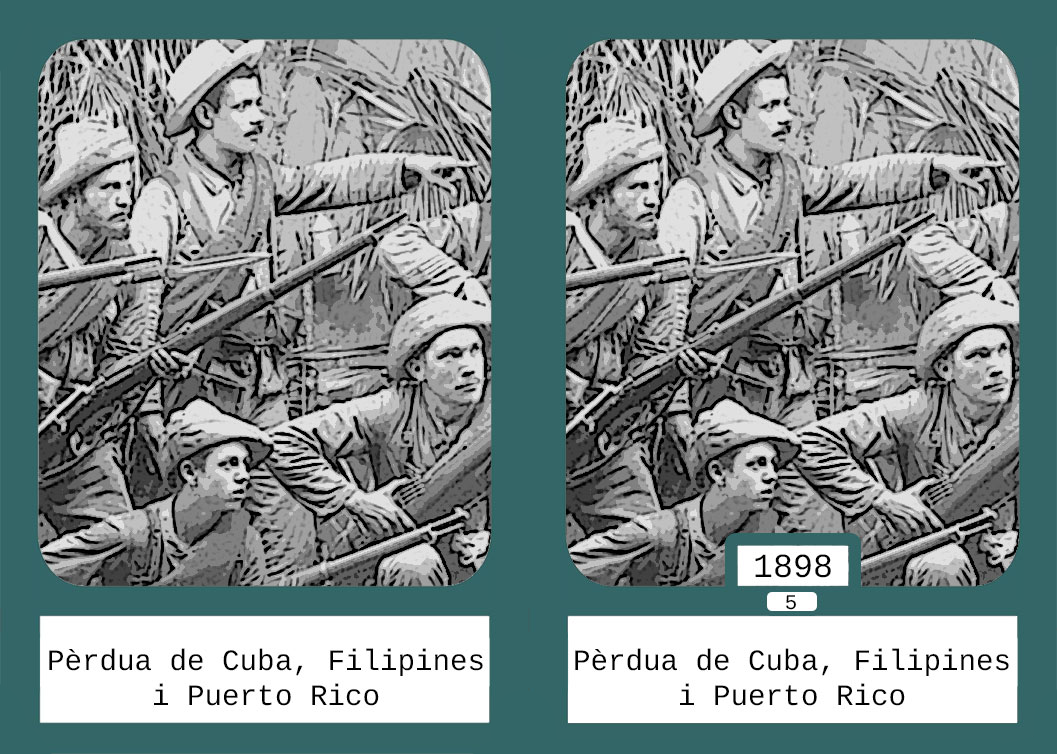 Pèrdua de Cuba, Filipines
i Puerto Rico
1898
5
Pèrdua de Cuba, Filipines
i Puerto Rico